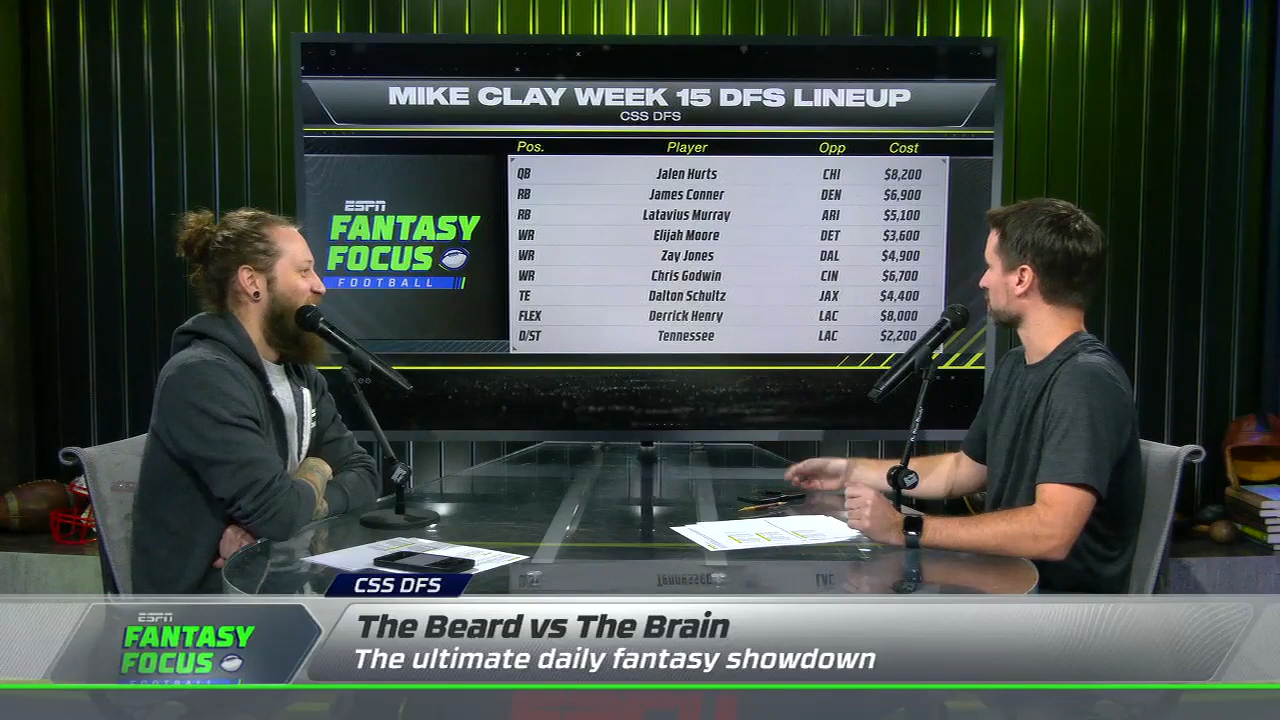 MIKE CLAY WEEK 15 DFS LINEUP
CSS DFS
Pos. Player Opp Cost
QB Jalen Hurts CHI $8,200
RB James Conner DEN $6,900
RB Latavius Murray ARI $5,100
WR Elijah Moore DET $3,600
WR Zay Jones DAL $4,900
WR Chris Godwin CIN $6,700
TE Dalton Schultz JAX $4,400
FLEX Derrick Henry LAC $8,000
D/ST Tennessee LAC $2,200
ESPN
FANTASY
FOCUS
FOOTBALL
CSS DFS
ESPN
FANTASY
FOCUS
FOOTBALL
The Beard vs The Brain
The ultimate daily fantasy showdown